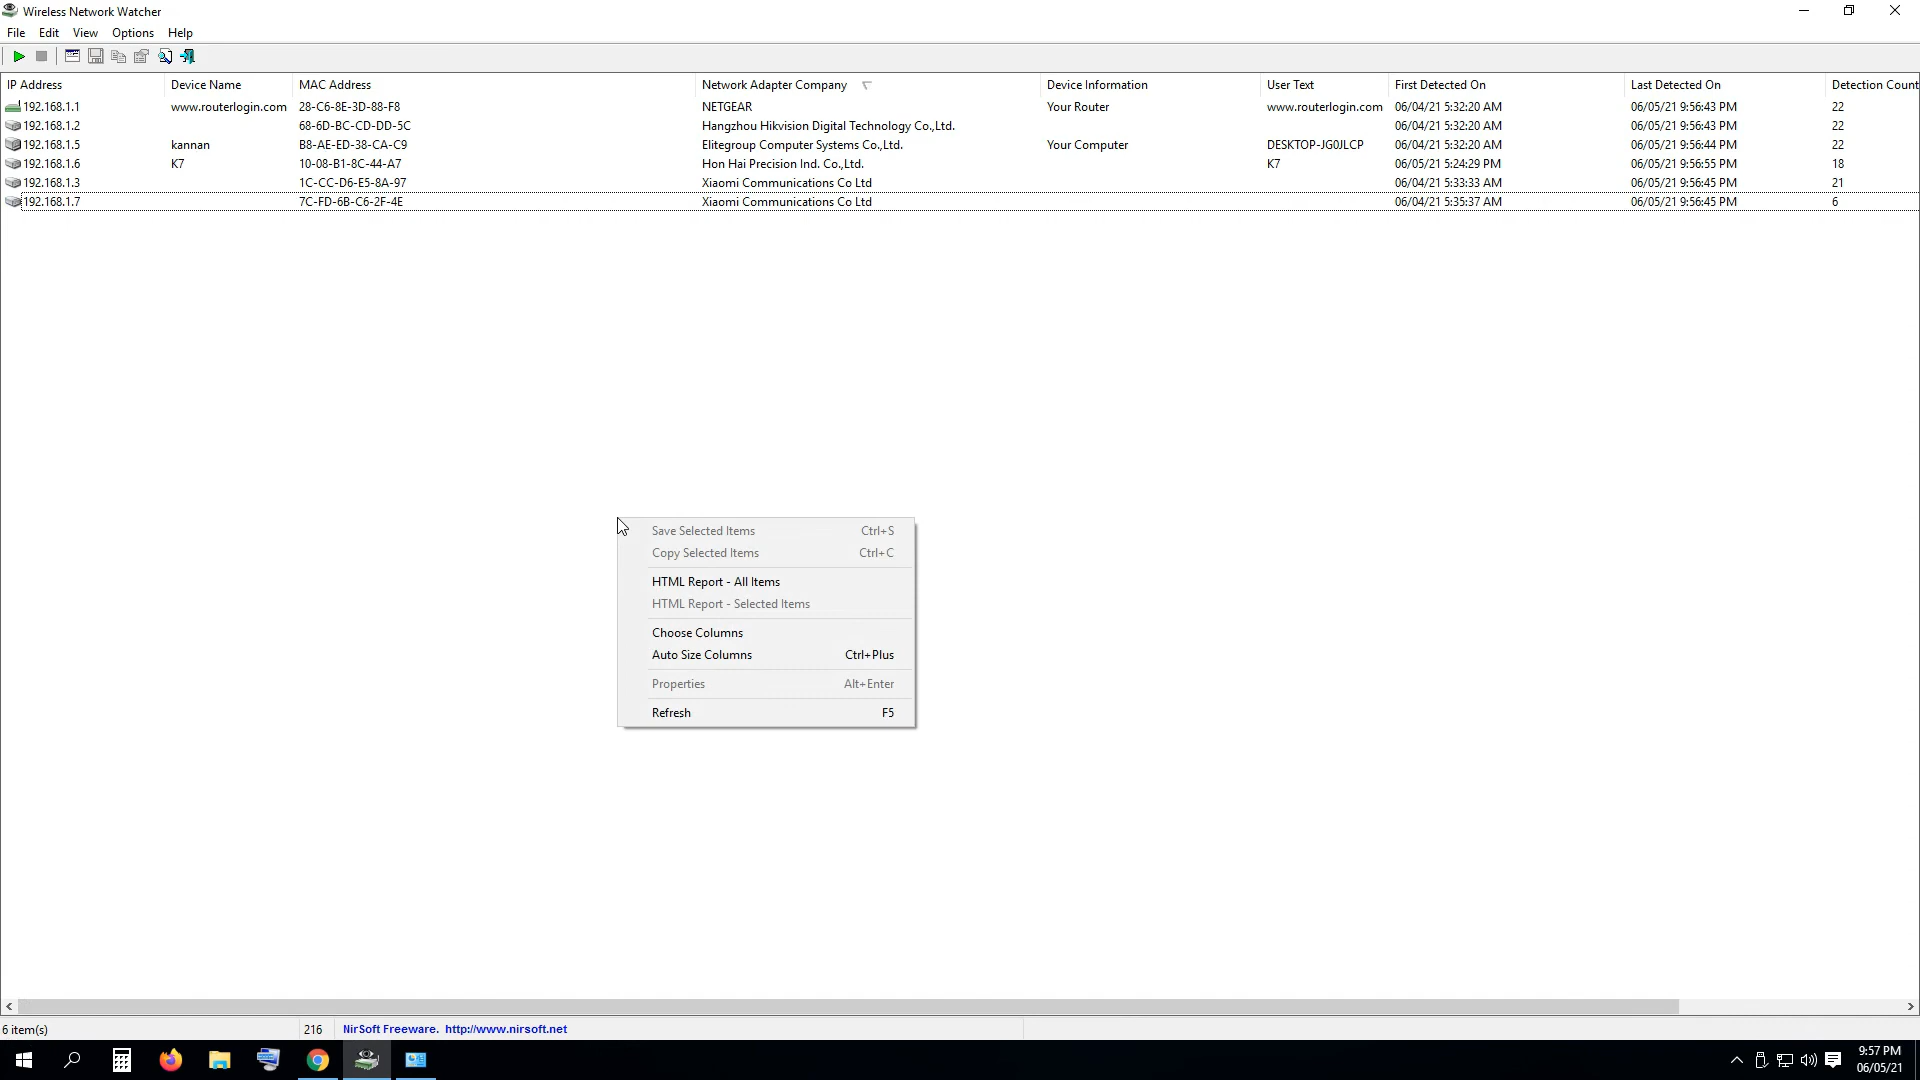 Wireless Network Watcher
File Edit View Options Help
IP Address Device Name MAC Address Network Adapter Company Device Information User Text First Detected On Last Detected On Detection Count
192.168.1.1 www.routerlogin.com 28-C6-8E-3D-88-F8 NETGEAR Your Router www.routerlogin.com 06/04/21 5:32:20 AM 06/05/21 9:56:43 PM 22
192.168.1.2 68-6D-BC-CD-DD-5C Hangzhou Hikvision Digital Technology Co.,Ltd. 06/04/21 5:32:20 AM 06/05/21 9:56:43 PM 22
192.168.1.5 kannan B8-AE-ED-38-CA-C9 Elitegroup Computer Systems Co.,Ltd. Your Computer DESKTOP-JG0JLCP 06/04/21 5:32:20 AM 06/05/21 9:56:44 PM 22
192.168.1.6 K7 10-08-B1-8C-44-A7 Hon Hai Precision Ind. Co.,Ltd. K7 06/05/21 5:24:29 PM 06/05/21 9:56:55 PM 18
192.168.1.3 1C-CC-D6-E5-8A-97 Xiaomi Communications Co Ltd 06/04/21 5:33:33 AM 06/05/21 9:56:45 PM 21
192.168.1.7 7C-FD-6B-C6-2F-4E Xiaomi Communications Co Ltd 06/04/21 5:35:37 AM 06/05/21 9:56:45 PM 6
Save Selected Items Ctrl+S
Copy Selected Items Ctrl+C
HTML Report - All Items
HTML Report - Selected Items
Choose Columns
Auto Size Columns Ctrl+Plus
Properties Alt+Enter
Refresh F5
6 item(s) 216 NirSoft Freeware. http://www.nirsoft.net
9:57 PM
06/05/21